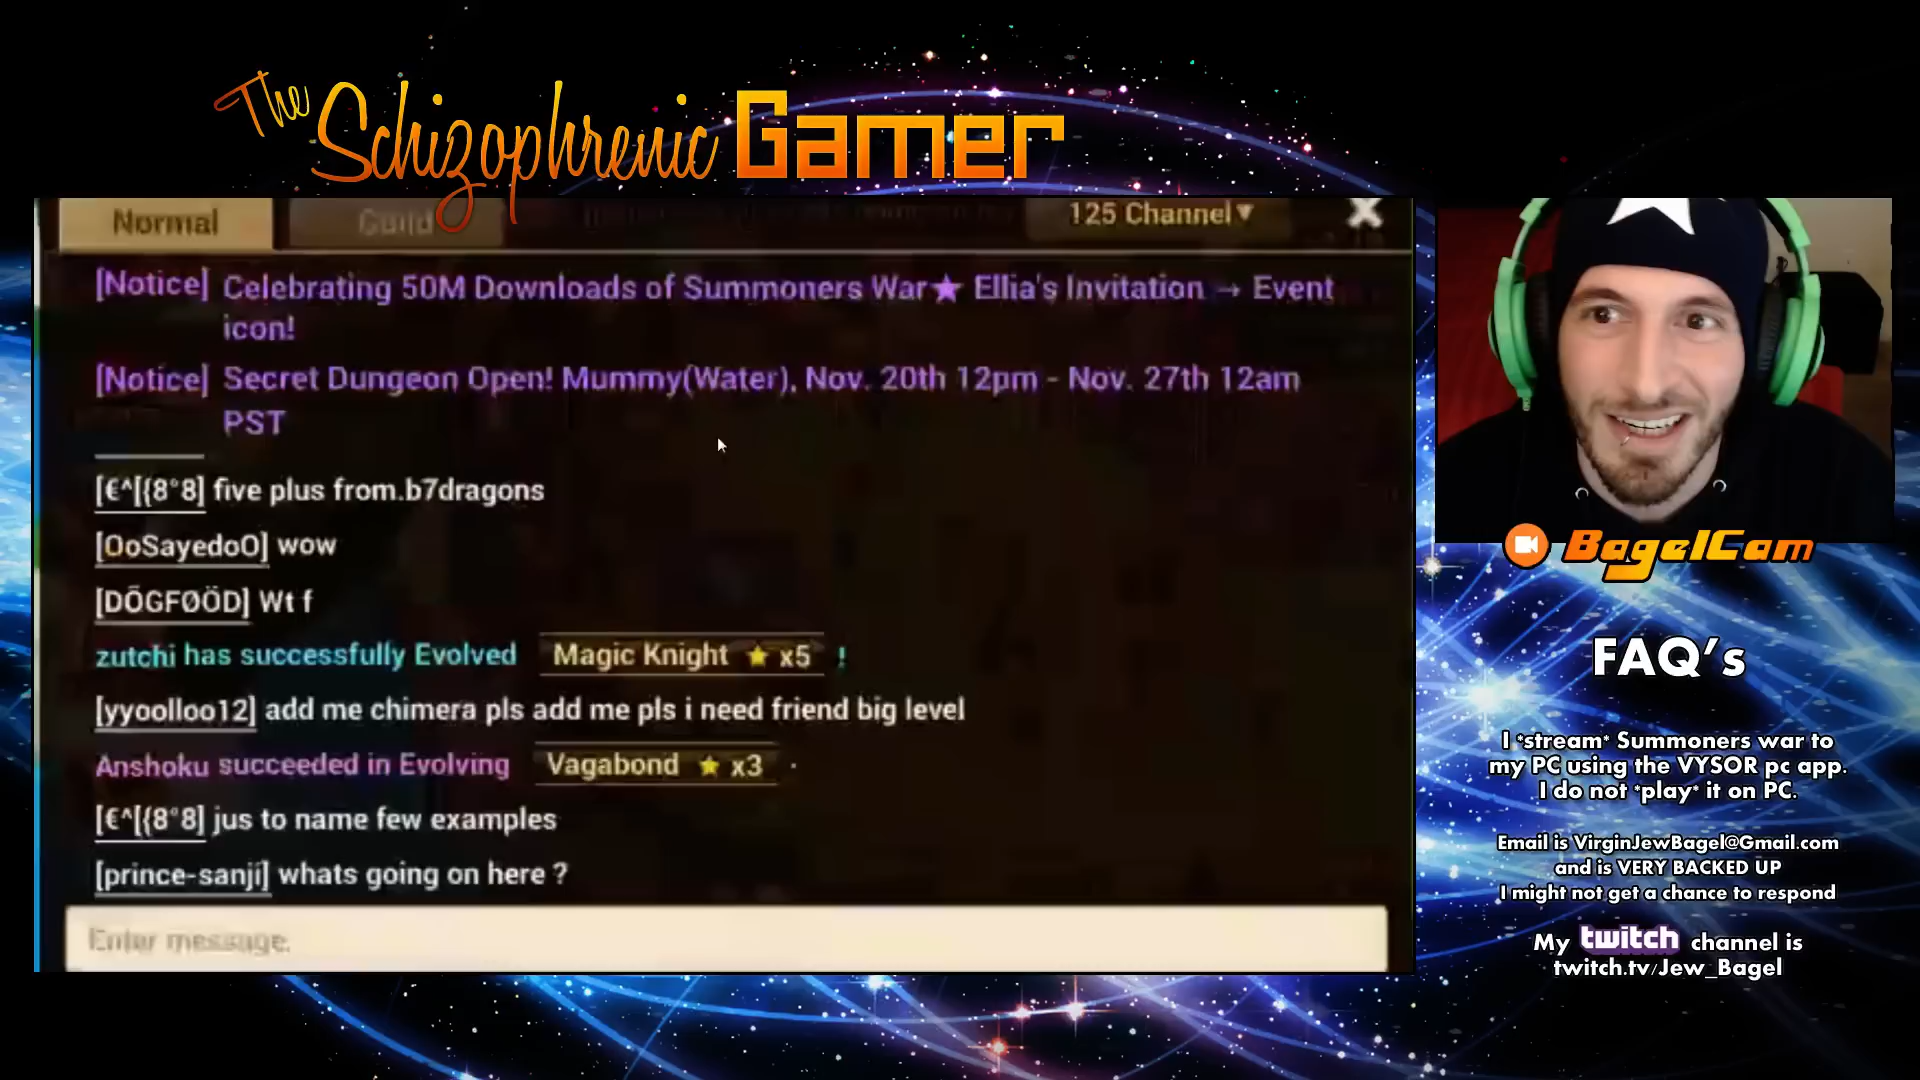 The Schizophrenic Gamer
Normal
Guild
125 Channel▼
[Notice] Celebrating 50M Downloads of Summoners War★ Ellia's Invitation → Event
icon!
[Notice] Secret Dungeon Open! Mummy(Water), Nov. 20th 12pm - Nov. 27th 12am
PST
[€^[{8°8] five plus from.b7dragons
[OoSayedoO] wow
[DŐGFØÖD] Wt f
zutchi has successfully Evolved Magic Knight ★ x5 !
[yyoolloo12] add me chimera pls add me pls i need friend big level
Anshoku succeeded in Evolving Vagabond ★ x3 .
[€^[{8°8] jus to name few examples
[prince-sanji] whats going on here ?
Enter message.
BagelCam
FAQ's
I *stream* Summoners war to
my PC using the VYSOR pc app.
I do not *play* it on PC.
Email is VirginJewBagel@Gmail.com
and is VERY BACKED UP
I might not get a chance to respond
My twitch channel is
twitch.tv/Jew_Bagel